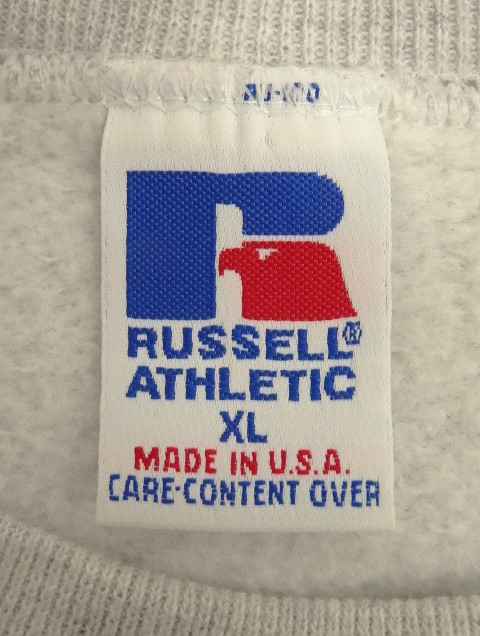 RUSSELL®
ATHLETIC
XL
MADE IN U.S.A.
CARE-CONTENT OVER